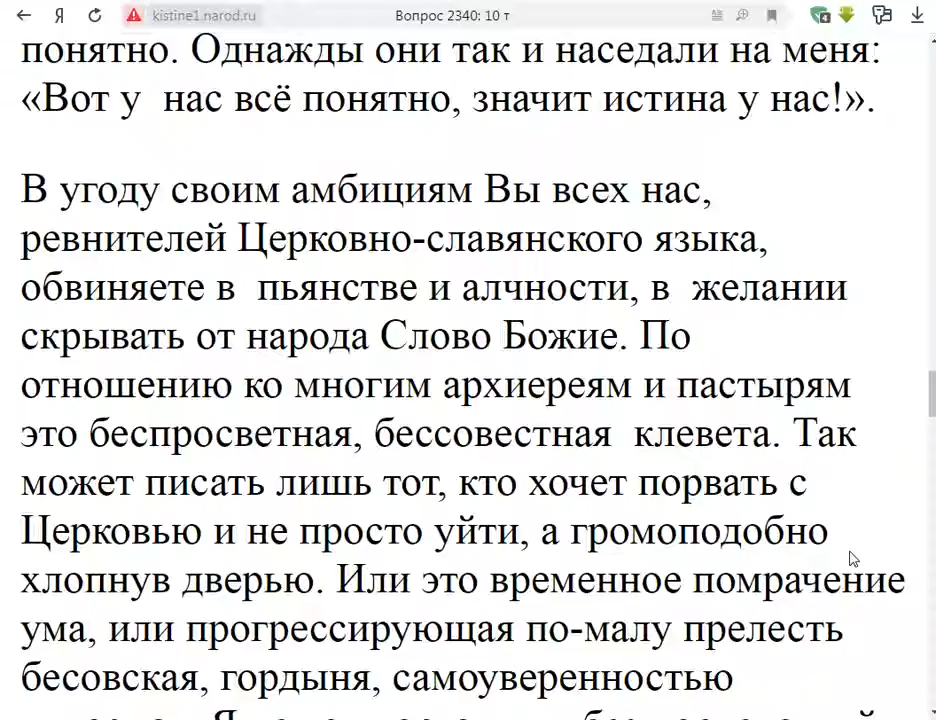 kistine1.narod.ru
Вопрос 2340: 10 т
понятно. Однажды они так и наседали на меня:
«Вот у нас всё понятно, значит истина у нас!».
В угоду своим амбициям Вы всех нас,
ревнителей Церковно-славянского языка,
обвиняете в пьянстве и алчности, в желании
скрывать от народа Слово Божие. По
отношению ко многим архиереям и пастырям
это беспросветная, бессовестная клевета. Так
может писать лишь тот, кто хочет порвать с
Церковью и не просто уйти, а громоподобно
хлопнув дверью. Или это временное помрачение
ума, или прогрессирующая по-малу прелесть
бесовская, гордыня, самоуверенностью